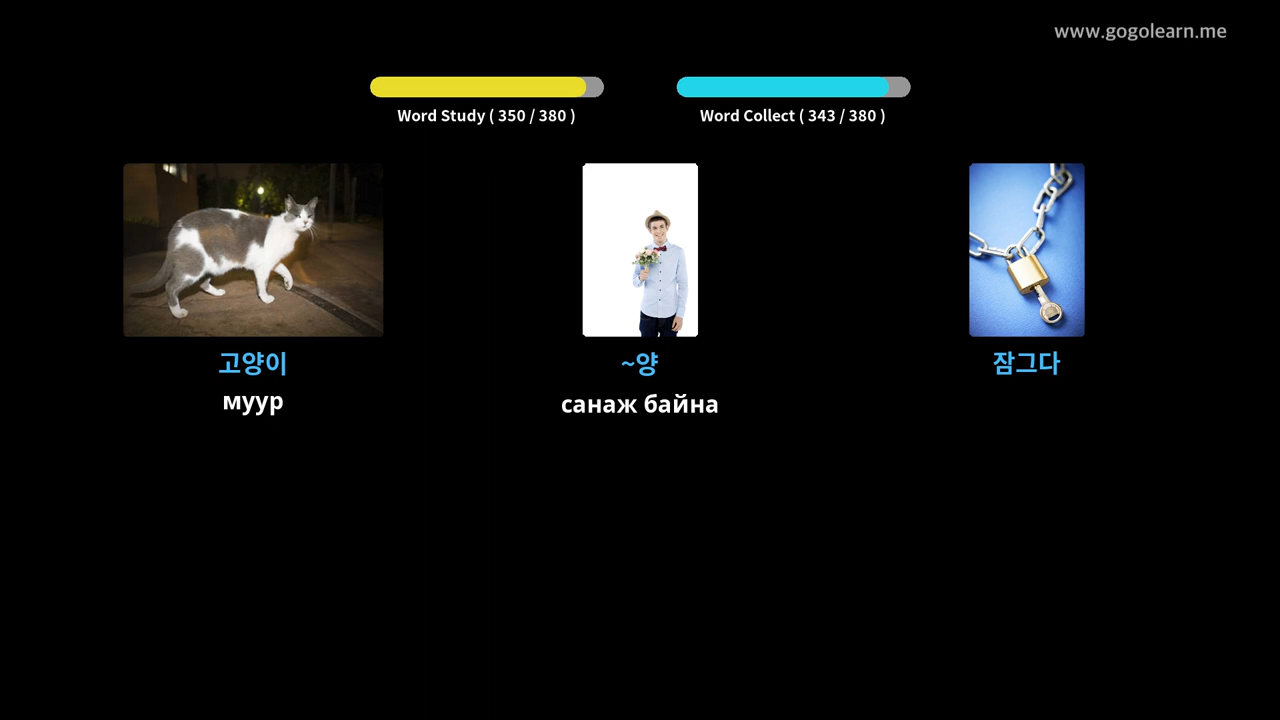 www.gogolearn.me
Word Study ( 350 / 380 )
Word Collect ( 343 / 380 )
고양이
~양
잠그다
муур
санаж байна